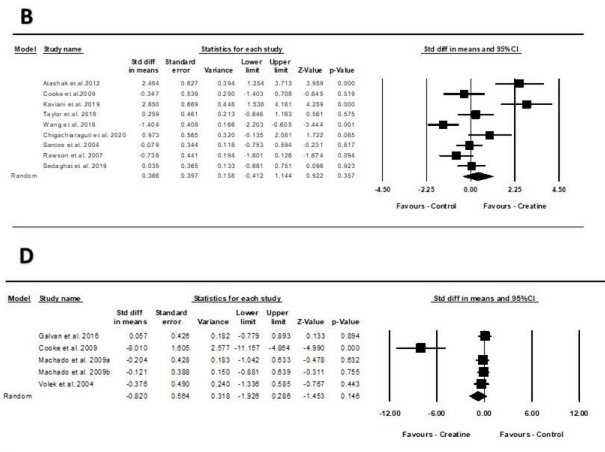 B
Model Study name Statistics for each study Std diff in means and 95%CI
Std diff in means Standard error Variance Lower limit Upper limit Z-Value p-Value
Atashak et al.2012 2.484 0.627 0.394 1.254 3.713 3.959 0.000
Cooke et al.2009 -0.347 0.539 0.290 -1.403 0.708 -0.645 0.519
Kaviani et al. 2019 2.850 0.669 0.448 1.538 4.161 4.259 0.000
Taylor et al. 2018 0.259 0.461 0.213 -0.646 1.163 0.561 0.575
Wang et al. 2018 -1.404 0.408 0.166 -2.203 -0.605 -3.444 0.001
Chigachiaraguti et al. 2020 0.973 0.565 0.320 -0.135 2.081 1.722 0.085
Santos et al. 2004 -0.079 0.344 0.118 -0.753 0.594 -0.231 0.817
Rawson et al. 2007 -0.738 0.441 0.194 -1.601 0.126 -1.674 0.094
Sedaghat et al. 2019 0.035 0.365 0.133 -0.681 0.751 0.096 0.923
Random 0.366 0.397 0.158 -0.412 1.144 0.922 0.357
-4.50 -2.25 0.00 2.25 4.50
Favours - Control Favours - Creatine
D
Model Study name Statistics for each study Std diff in means and 95%CI
Std diff in means Standard error Variance Lower limit Upper limit Z-Value p-Value
Galvan et al. 2016 0.057 0.426 0.182 -0.779 0.893 0.133 0.894
Cooke et al. 2009 -8.010 1.605 2.577 -11.157 -4.864 -4.990 0.000
Machado et al. 2009a -0.204 0.428 0.183 -1.042 0.633 -0.478 0.632
Machado et al. 2009b -0.121 0.388 0.150 -0.881 0.639 -0.311 0.755
Volek et al. 2004 -0.376 0.490 0.240 -1.336 0.585 -0.767 0.443
Random -0.820 0.564 0.318 -1.926 0.286 -1.453 0.146
-12.00 -6.00 0.00 6.00 12.00
Favours - Creatine Favours - Control